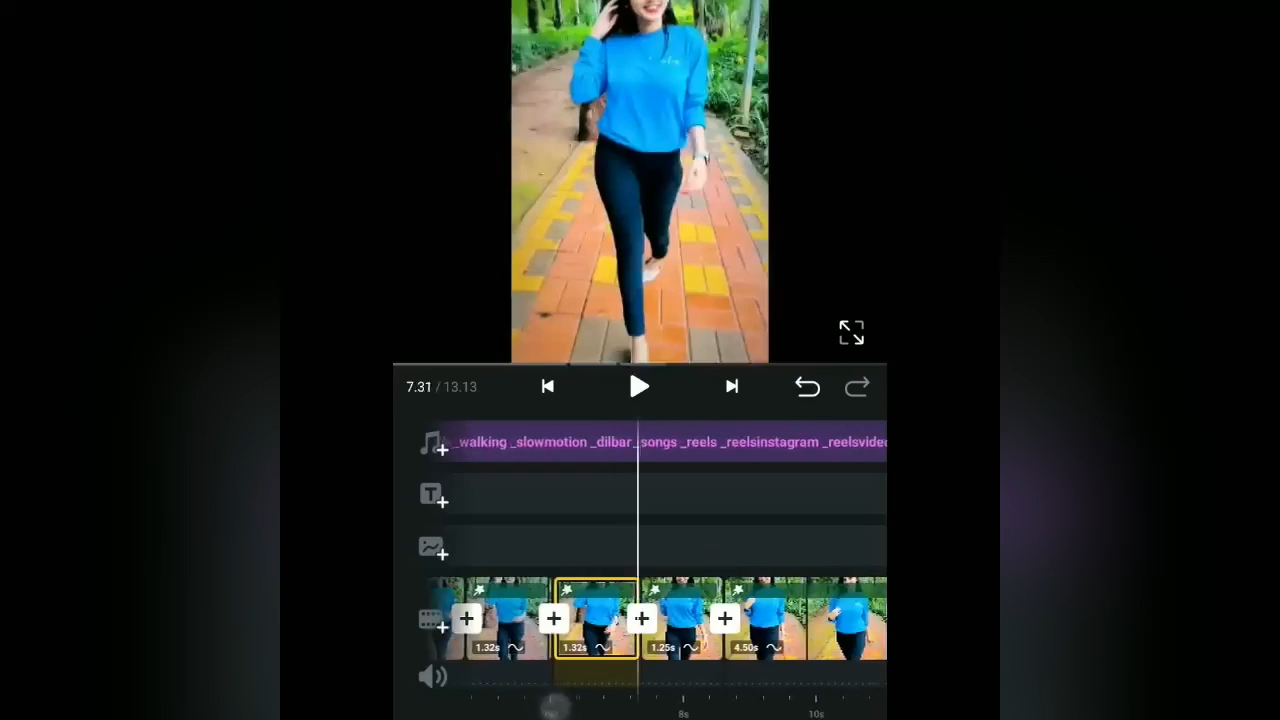 7.31 / 13.13
_walking _slowmotion _dilbar_songs _reels _reelsinstagram _reelsvideo
T
1.32s
1.32s
1.25s
4.50s
8s
10s